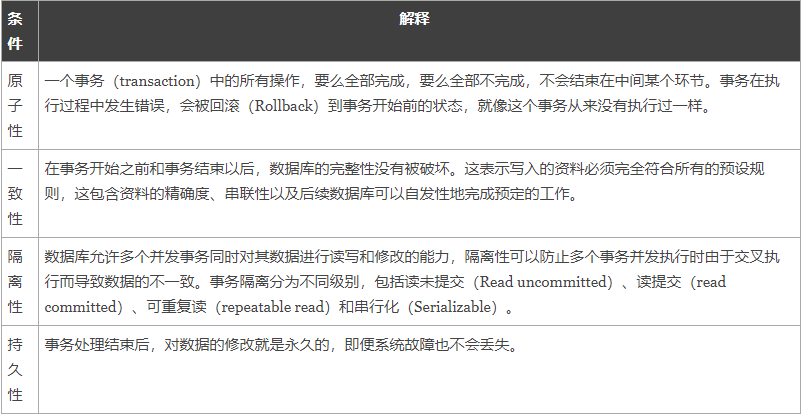 条件
解释
原子性
一个事务（transaction）中的所有操作，要么全部完成，要么全部不完成，不会结束在中间某个环节。事务在执
行过程中发生错误，会被回滚（Rollback）到事务开始前的状态，就像这个事务从来没有执行过一样。
一致性
在事务开始之前和事务结束以后，数据库的完整性没有被破坏。这表示写入的资料必须完全符合所有的预设规
则，这包含资料的精确度、串联性以及后续数据库可以自发性地完成预定的工作。
隔离性
数据库允许多个并发事务同时对其数据进行读写和修改的能力，隔离性可以防止多个事务并发执行时由于交叉执
行而导致数据的不一致。事务隔离分为不同级别，包括读未提交（Read uncommitted）、读提交（read
committed）、可重复读（repeatable read）和串行化（Serializable）。
持久性
事务处理结束后，对数据的修改就是永久的，即便系统故障也不会丢失。